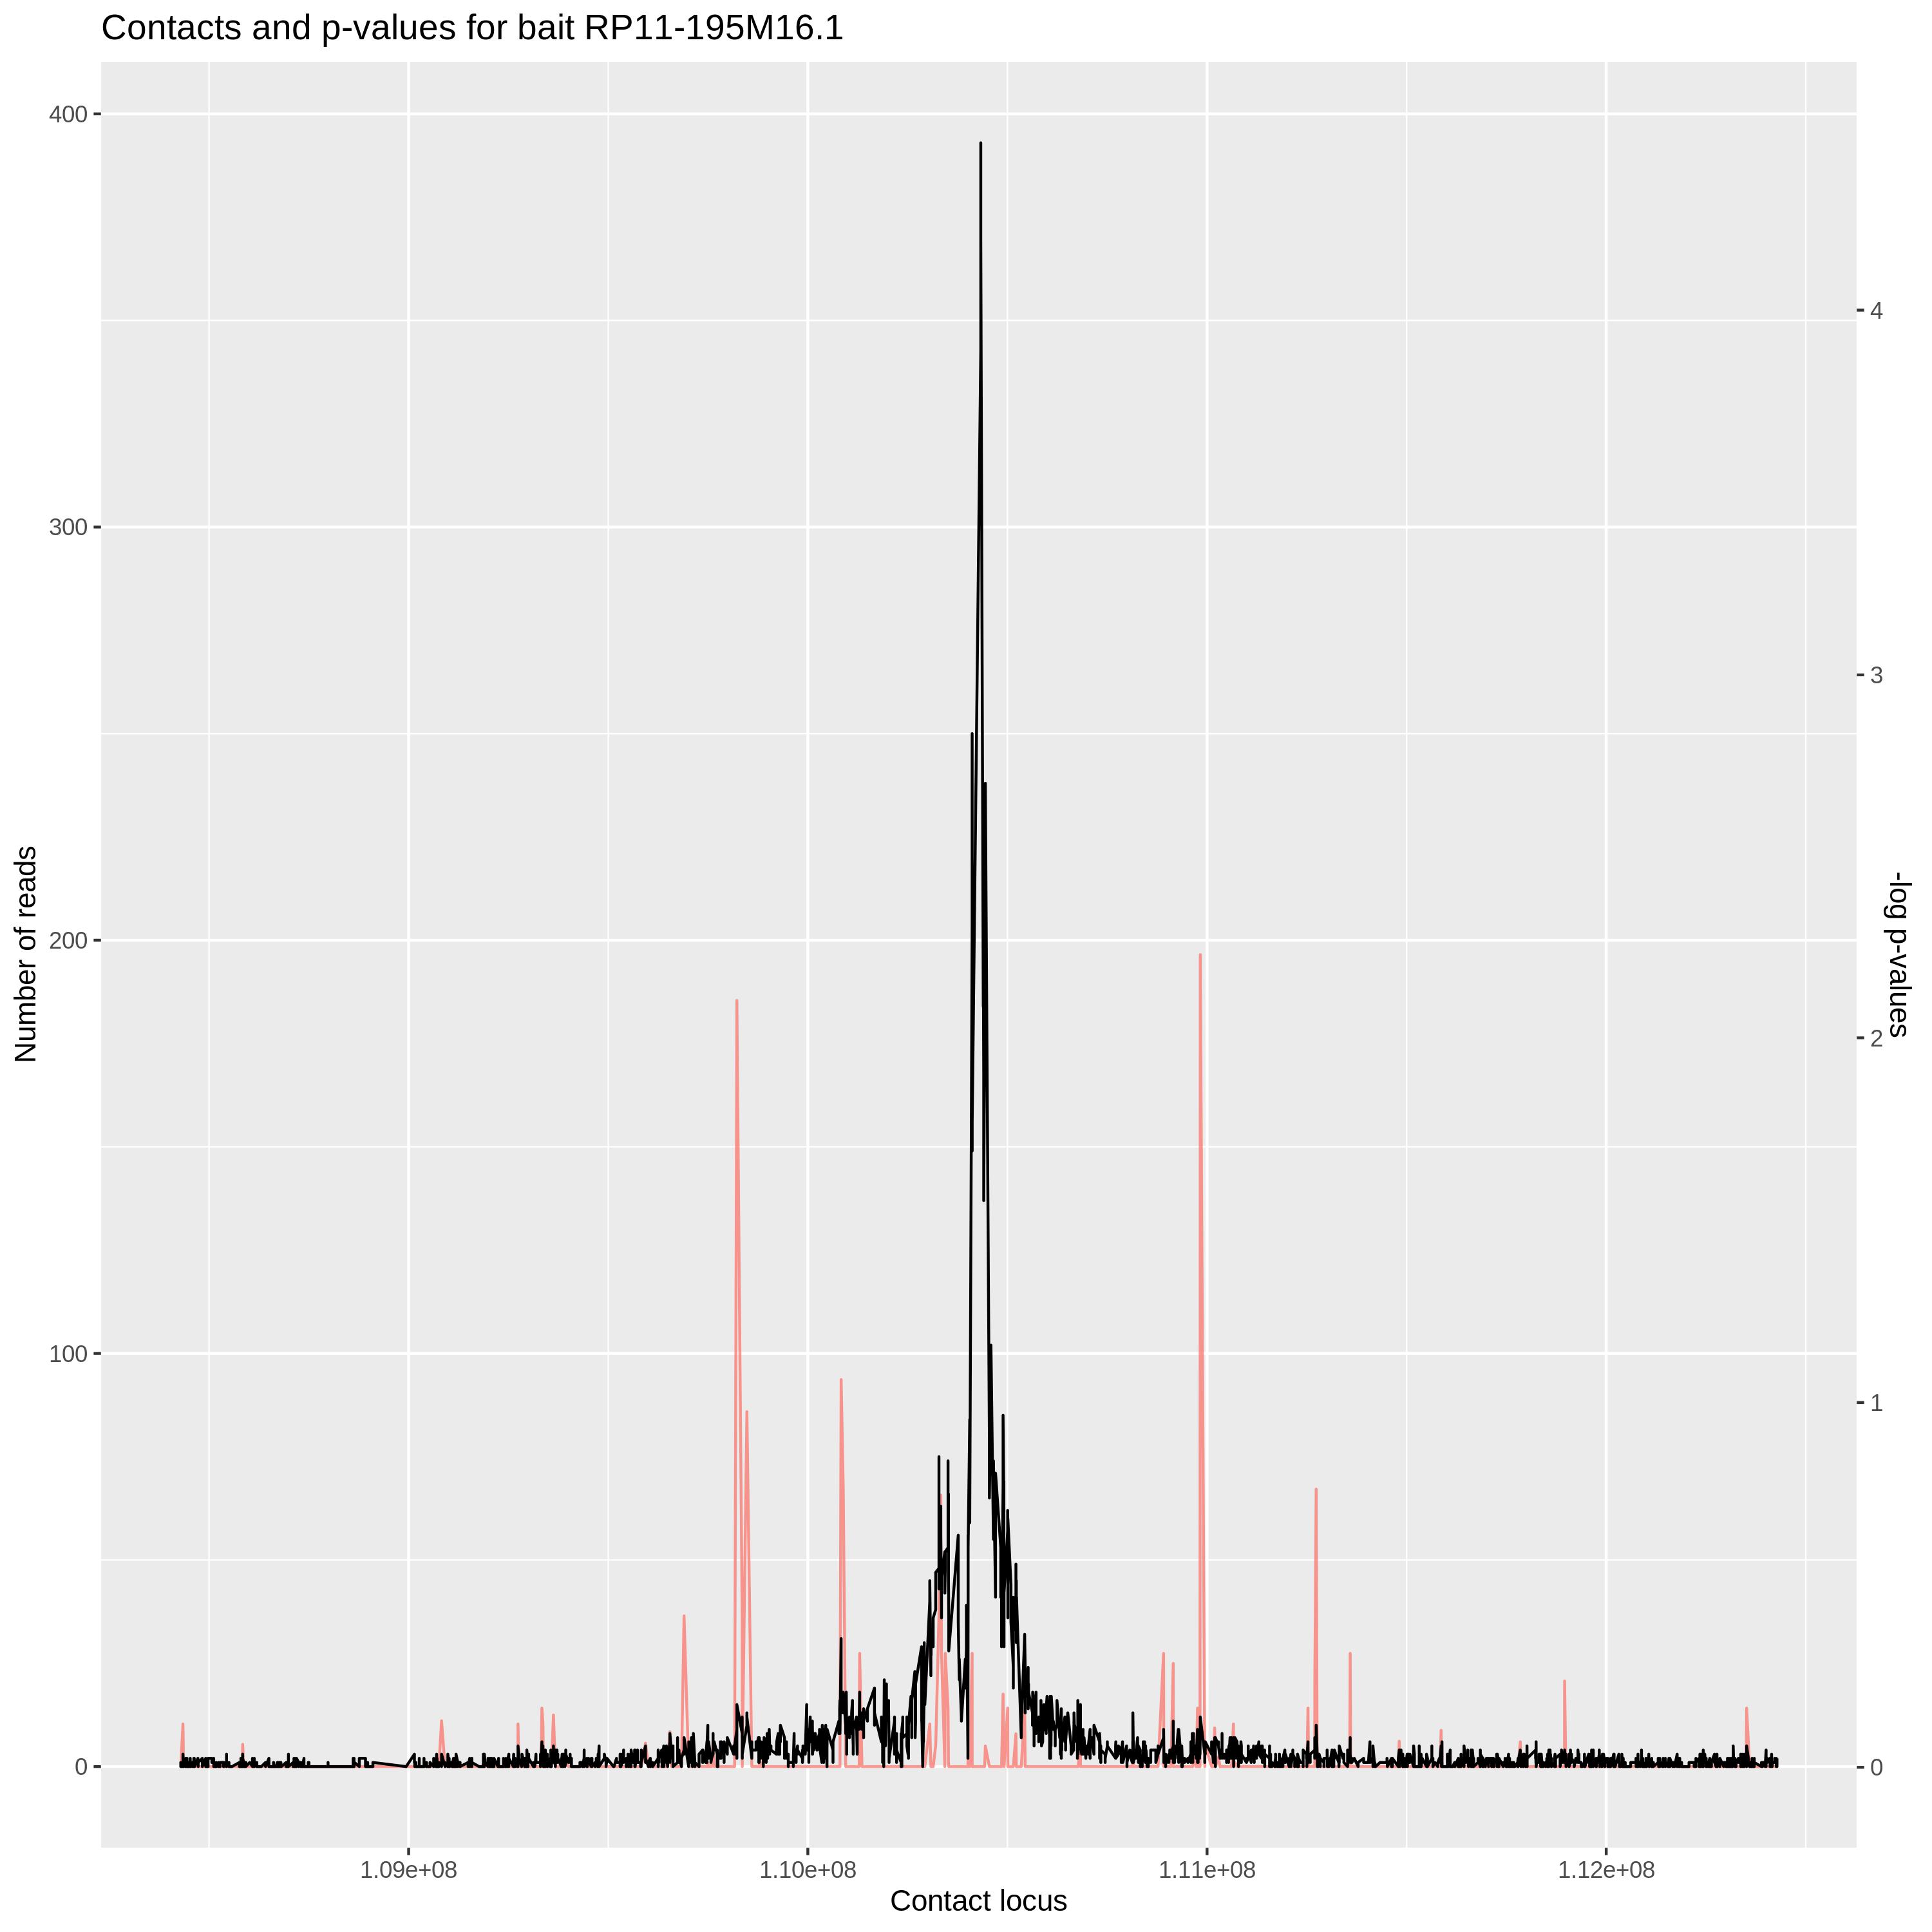 Contacts and p-values for bait RP11-195M16.1
400
300
200
100
0
Number of reads
4
3
2
1
0
-log p-values
1.09e+08
1.10e+08
1.11e+08
1.12e+08
Contact locus